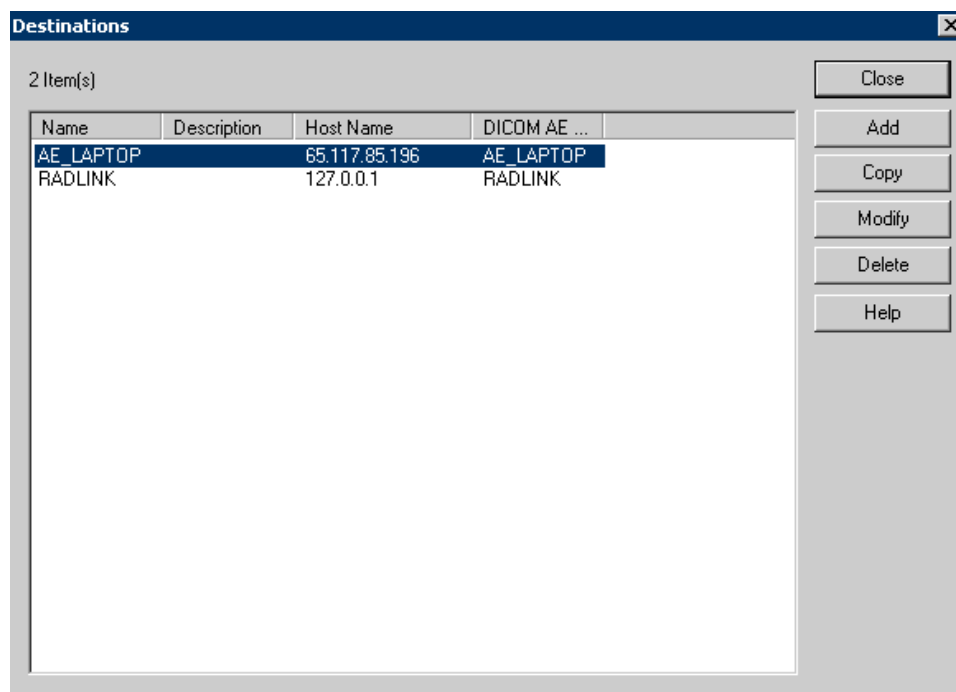 Destinations
2 Item(s)
Close
Name Description Host Name DICOM AE ...
Add
AE_LAPTOP 65.117.85.196 AE_LAPTOP
RADLINK 127.0.0.1 RADLINK
Copy
Modify
Delete
Help